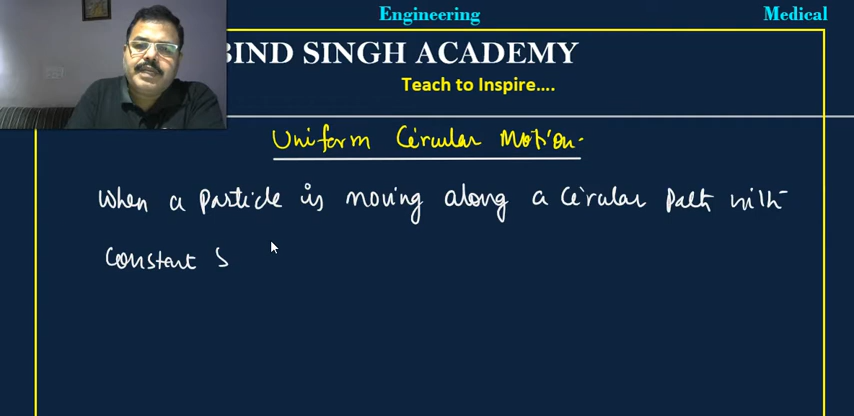 Engineering Medical
BIND SINGH ACADEMY
Teach to Inspire....
Uniform Circular Motion.
When a particle is moving along a circular path with
constant S